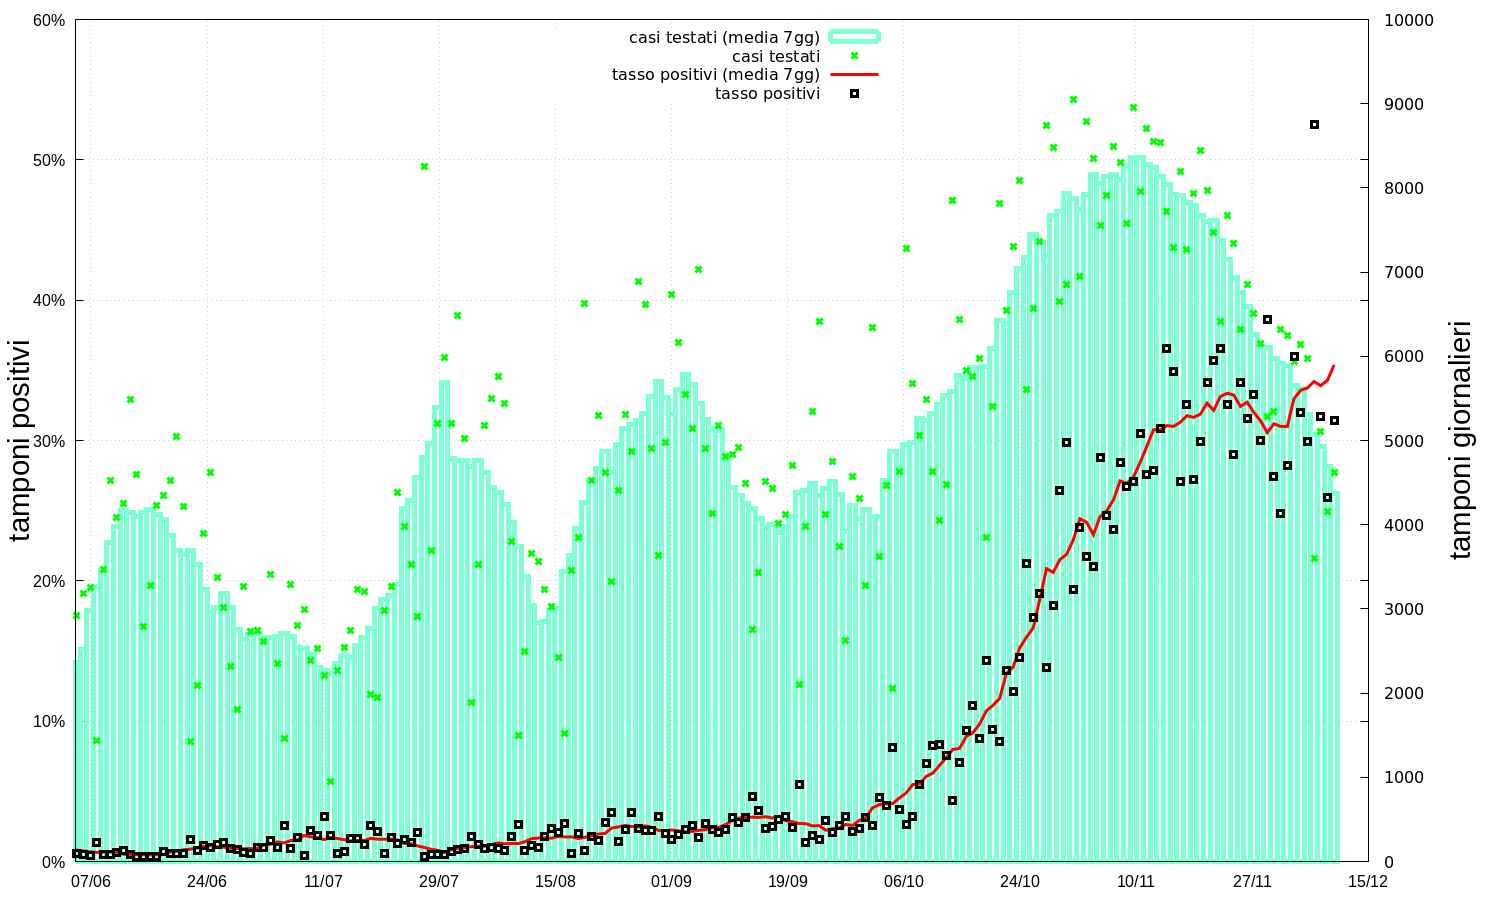 60%
50%
40%
30%
20%
10%
0%
tamponi positivi
casi testati (media 7gg)
casi testati
tasso positivi (media 7gg)
tasso positivi
10000
9000
8000
7000
6000
5000
4000
3000
2000
1000
0
tamponi giornalieri
07/06 24/06 11/07 29/07 15/08 01/09 19/09 06/10 24/10 10/11 27/11 15/12